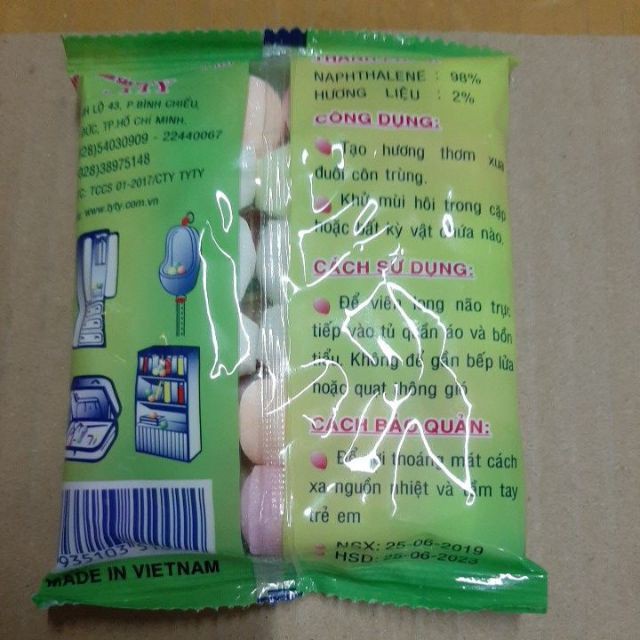 TYTY
LỘ 43, P.BÌNH CHIỂU,
ĐỨC, TP.HỒ CHÍ MINH.
(028)54030909 - 22440067
(028)38975148
TCCS 01-2017/CTY TYTY
www.tyty.com.vn
935103
MADE IN VIETNAM
NAPHTHALENE : 98%
HƯƠNG LIỆU : 2%
CÔNG DỤNG:
Tạo hương thơm xua
đuổi côn trùng.
Khử mùi hôi trong cặp
hoặc bất kỳ vật chứa nào.
CÁCH SỬ DỤNG:
Để viên long não trực
tiếp vào tủ quần áo và bồn
tiểu. Không để gần bếp lửa
hoặc quạt thông gió
CÁCH BẢO QUẢN:
Để nơi thoáng mát cách
xa nguồn nhiệt và tầm tay
trẻ em
NSX: 25-06-2019
HSD: 25-06-2023